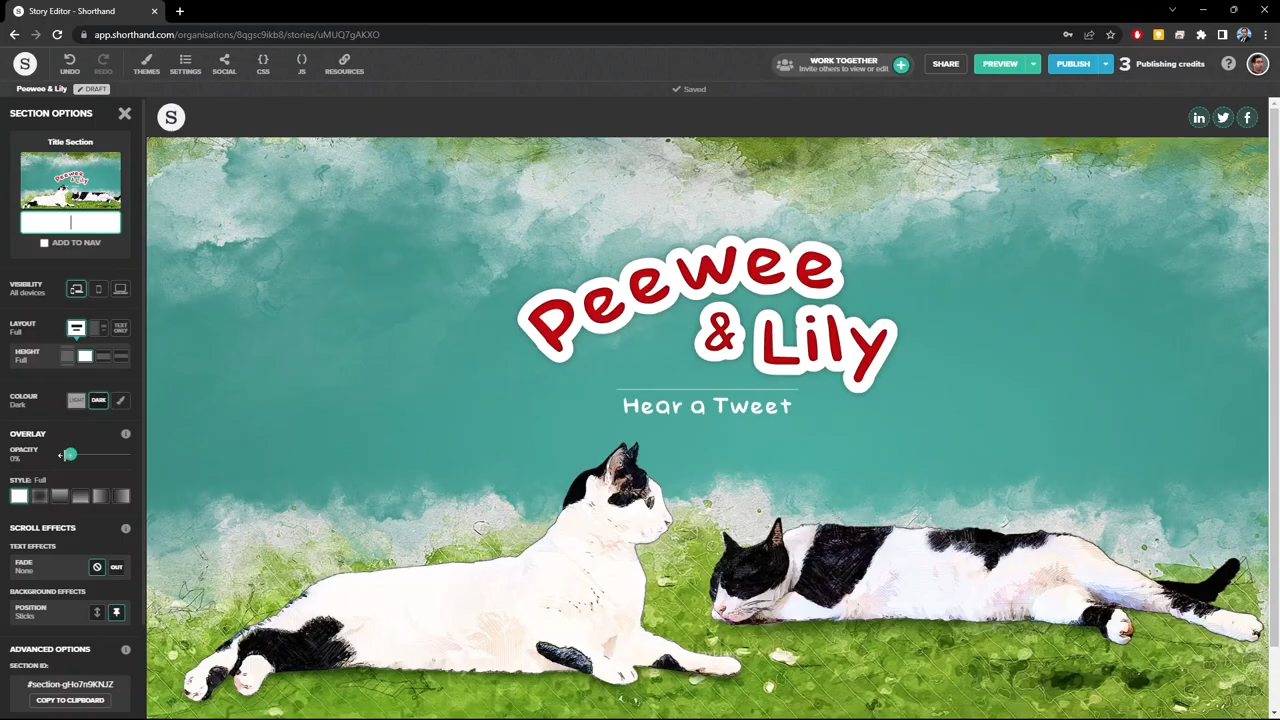 Story Editor - Shorthand
app.shorthand.com/organisations/8qgsc9ikb8/stories/uMUQ7gAKXO
S
UNDO
REDO
THEMES
SETTINGS
SOCIAL
CSS
JS
RESOURCES
WORK TOGETHER
Invite others to view or edit
SHARE
PREVIEW
PUBLISH
3 Publishing credits
Peewee & Lily
DRAFT
Saved
SECTION OPTIONS
Title Section
Peewee
& Lily
ADD TO NAV
VISIBILITY
All devices
LAYOUT
Full
TEXT
ONLY
HEIGHT
Full
COLOUR
Dark
LIGHT
DARK
OVERLAY
OPACITY
0%
STYLE: Full
SCROLL EFFECTS
TEXT EFFECTS
FADE
None
OUT
BACKGROUND EFFECTS
POSITION
Sticks
ADVANCED OPTIONS
SECTION ID:
#section-gHo7n9KNJZ
COPY TO CLIPBOARD
S
in
f
Peewee
& Lily
Hear a Tweet